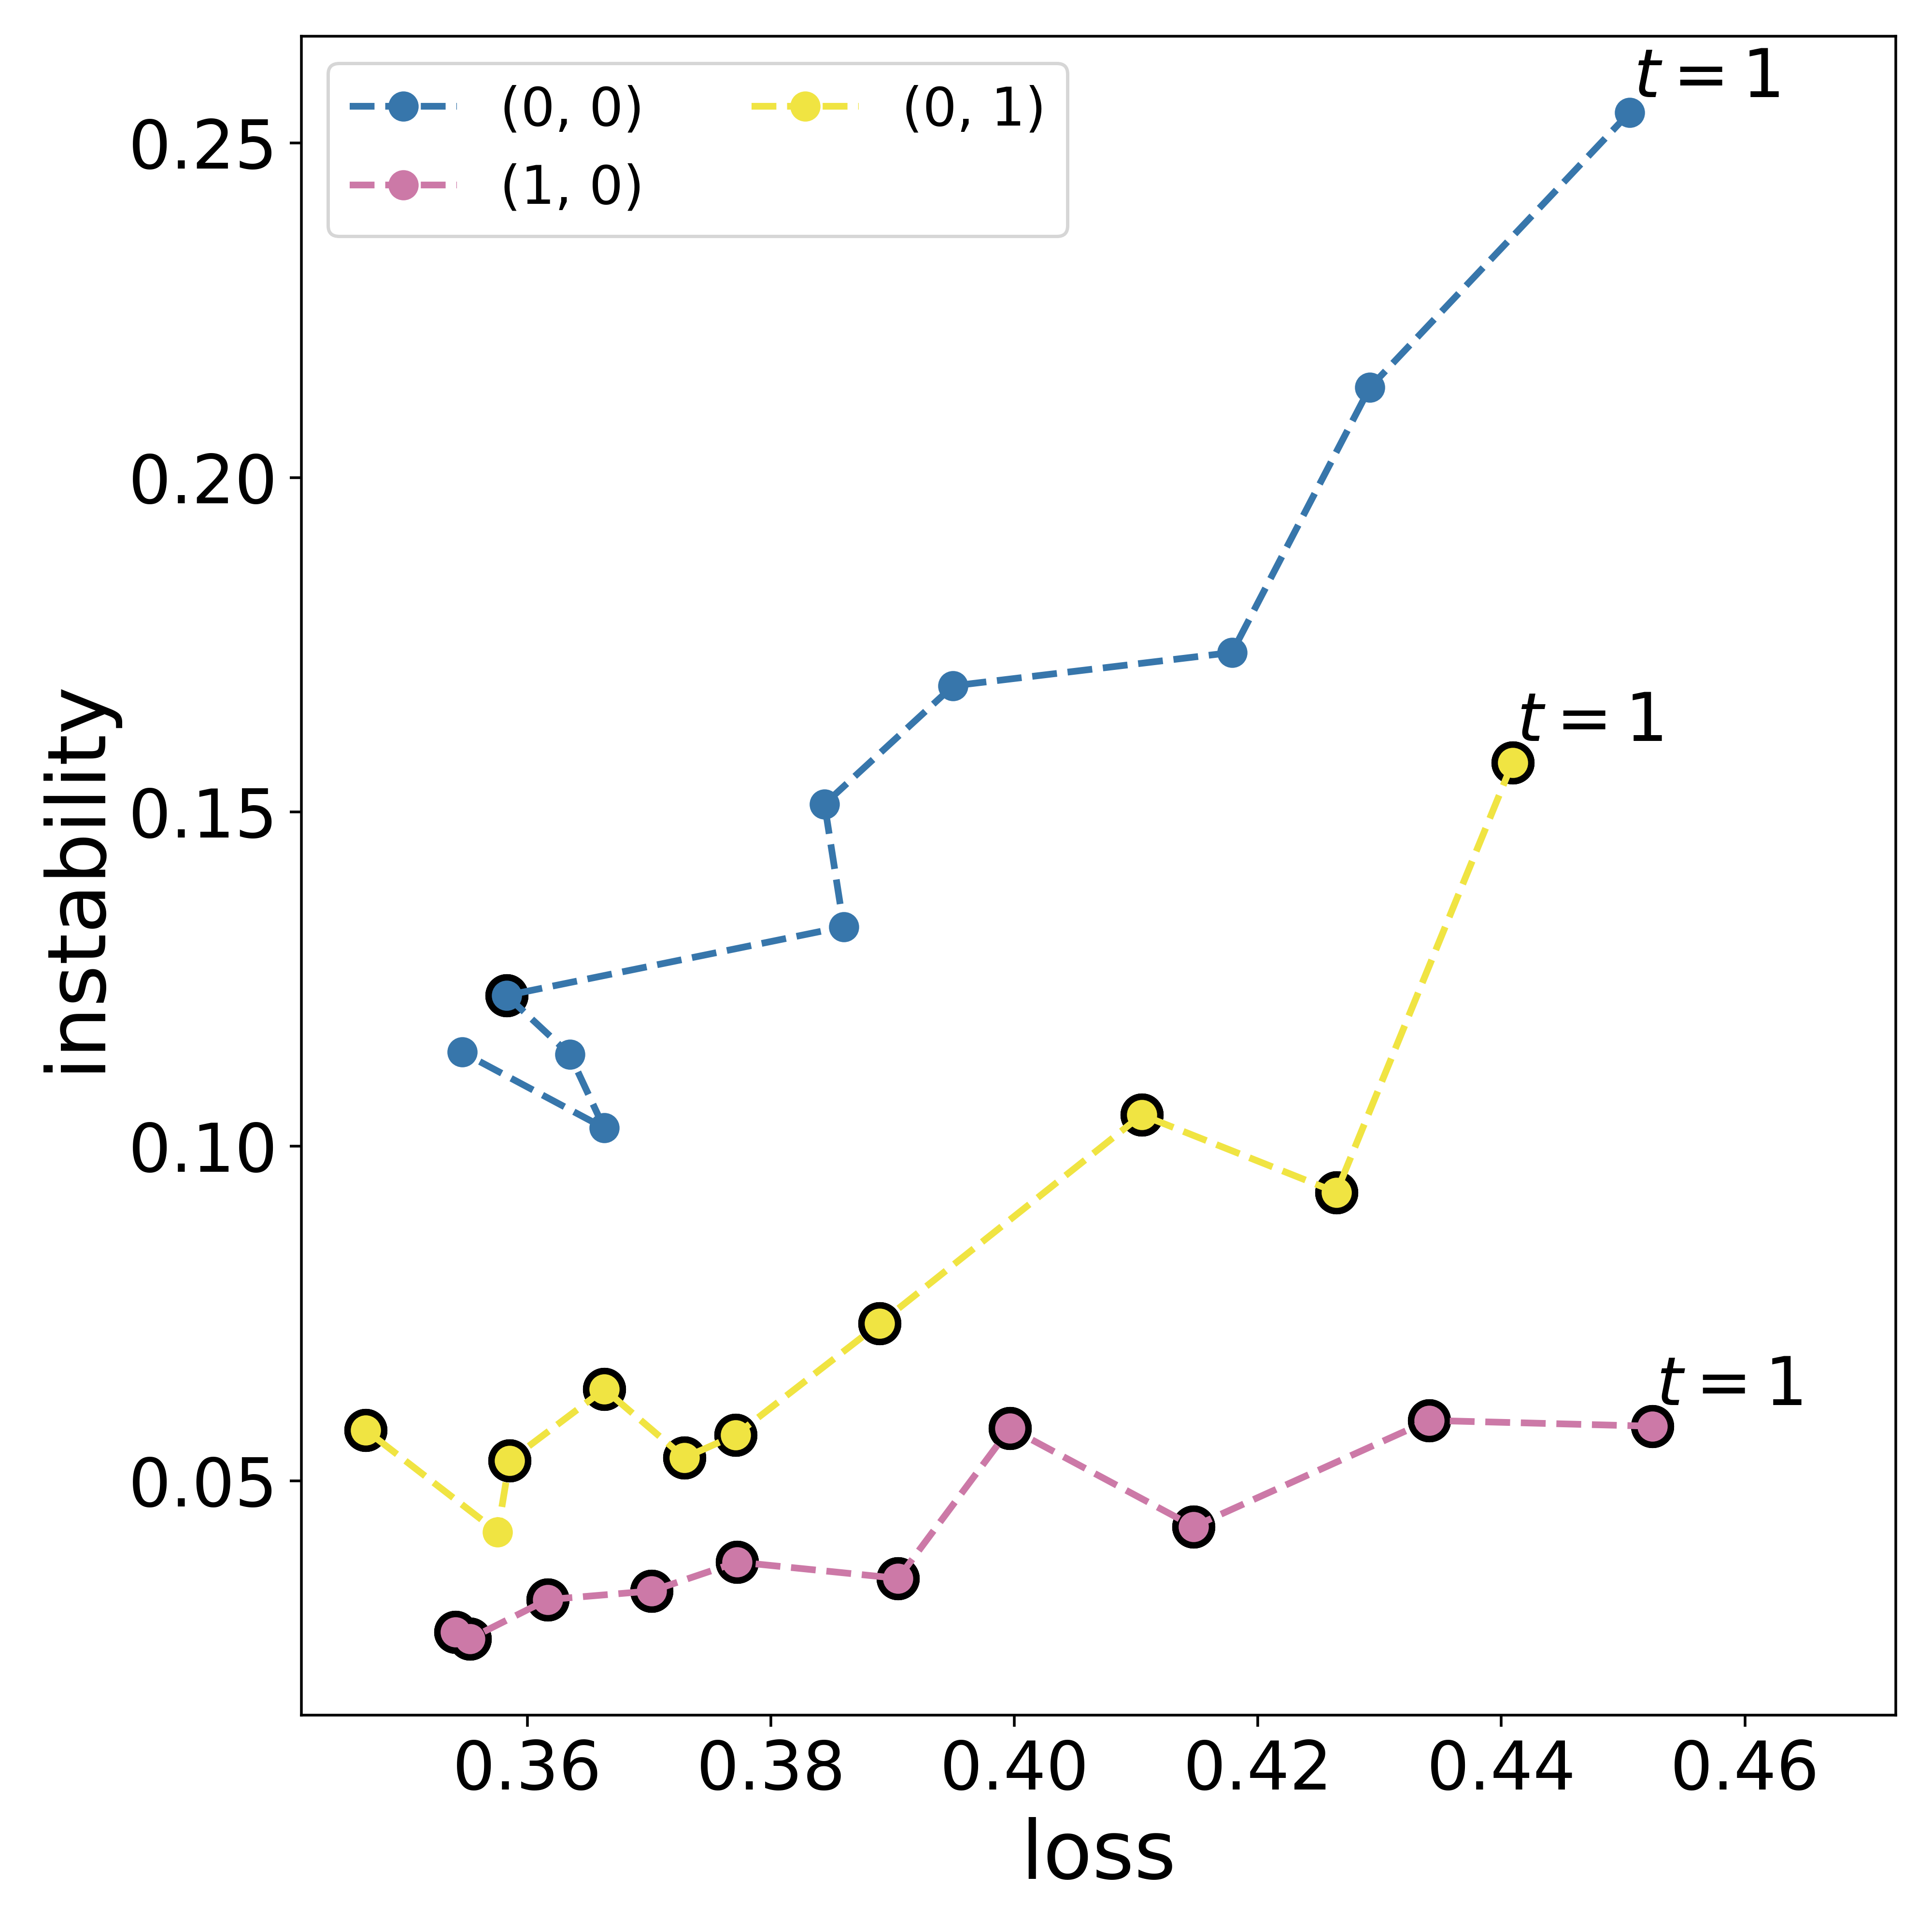 (0, 0)
(0, 1)
(1, 0)
t = 1
t = 1
t = 1
0.25
0.20
0.15
0.10
0.05
instability
0.36
0.38
0.40
0.42
0.44
0.46
loss